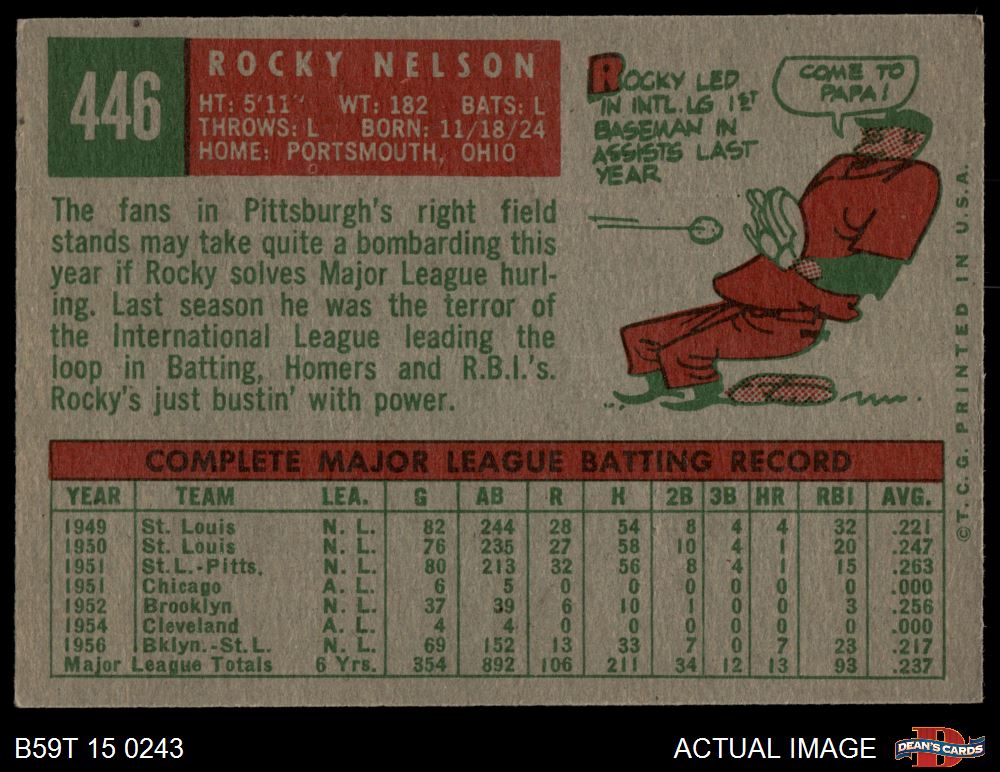 446
ROCKY NELSON
HT: 5'11" WT: 182 BATS: L
THROWS: L BORN: 11/18/24
HOME: PORTSMOUTH, OHIO
The fans in Pittsburgh's right field
stands may take quite a bombarding this
year if Rocky solves Major League hurl-
ing. Last season he was the terror of
the International League leading the
loop in Batting, Homers and R.B.I.'s.
Rocky's just bustin' with power.
ROCKY LED
IN INTL. LG 1ST
BASEMAN IN
ASSISTS LAST
YEAR
COME TO
PAPA!
©T. C. G. PRINTED IN U.S.A.
COMPLETE MAJOR LEAGUE BATTING RECORD
YEAR TEAM LEA. G AB R H 2B 3B HR RBI AVG.
1949 St. Louis N. L. 82 244 28 54 8 4 4 32 .221
1950 St. Louis N. L. 76 235 27 58 10 4 1 20 .247
1951 St.L.-Pitts. N. L. 80 213 32 56 8 4 1 15 .263
1951 Chicago A. L. 6 5 0 0 0 0 0 0 .000
1952 Brooklyn N. L. 37 39 6 10 1 0 0 3 .256
1954 Cleveland A. L. 4 4 0 0 0 0 0 0 .000
1956 Bklyn.-St.L. N. L. 69 152 13 33 7 0 7 23 .217
Major League Totals 6 Yrs. 354 892 106 211 34 12 13 93 .237
B59T 15 0243
ACTUAL IMAGE
D
DEAN'S CARDS